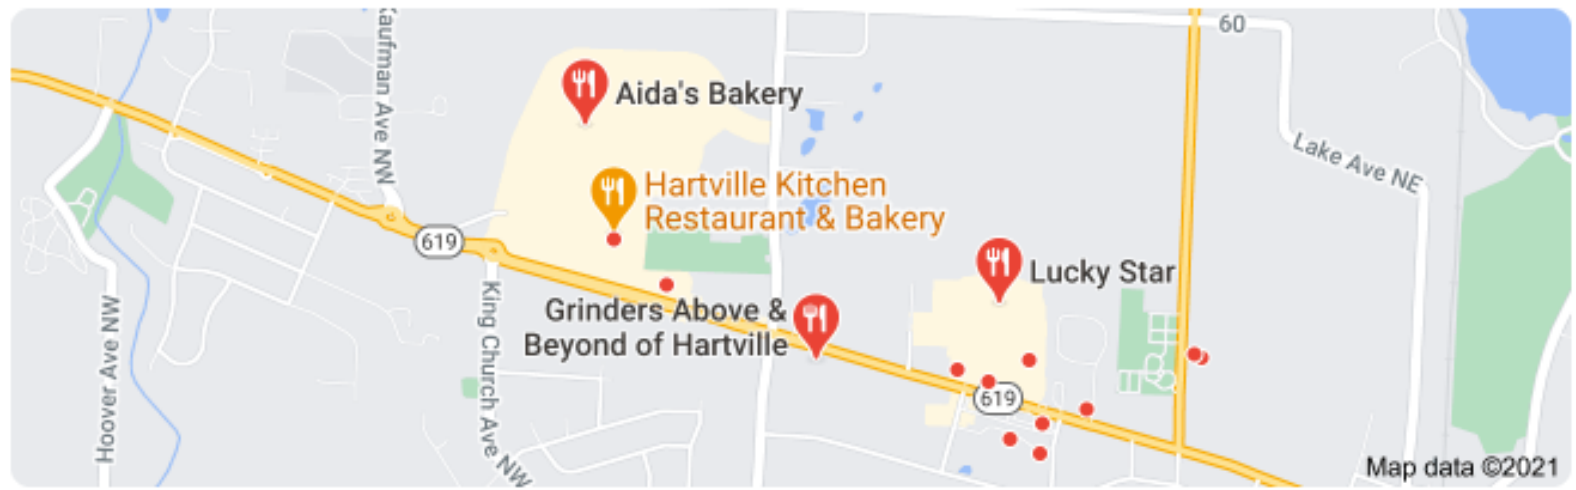 Kaufman Ave NW
60
Aida's Bakery
Lake Ave NE
Hartville Kitchen
Restaurant & Bakery
619
Lucky Star
Grinders Above &
Beyond of Hartville
King Church Ave NW
Hoover Ave NW
619
Map data ©2021